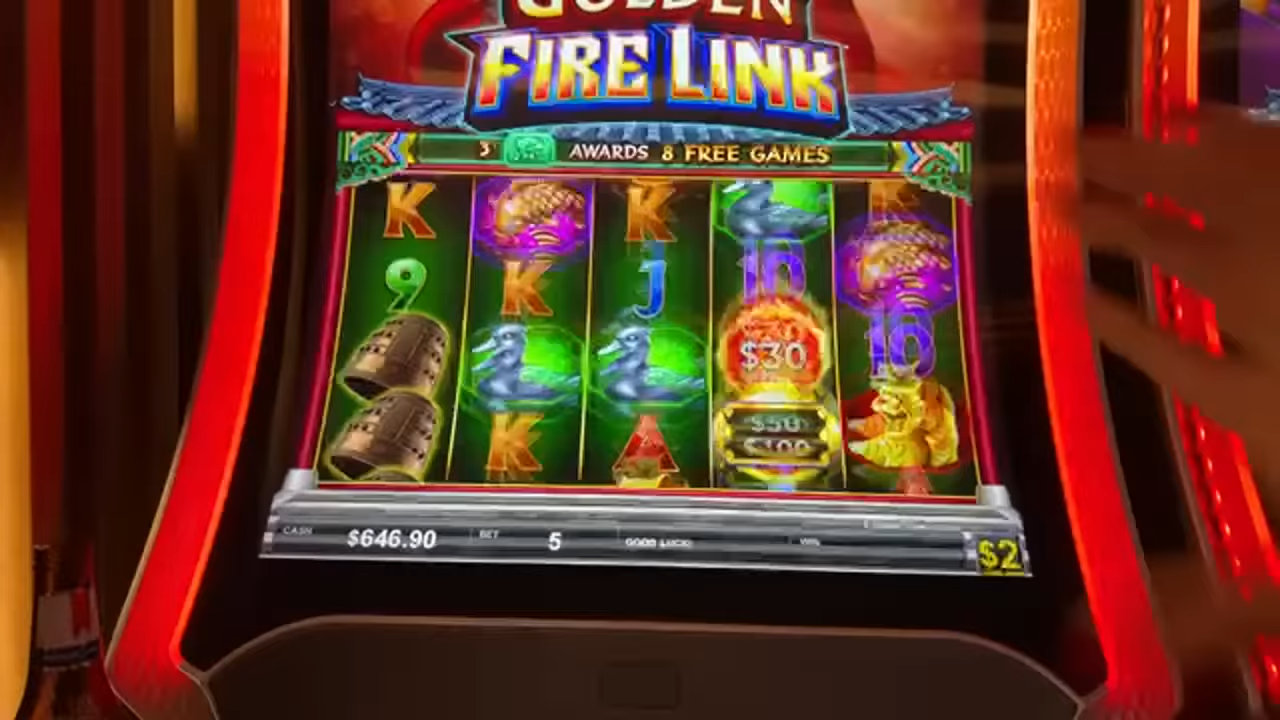 GOLDEN
FIRE LINK
3 AWARDS 8 FREE GAMES
K K K
9 K J 10
$30 10
K A $50
$100
CASH $646.90 BET 5 GOOD LUCK! WIN $2